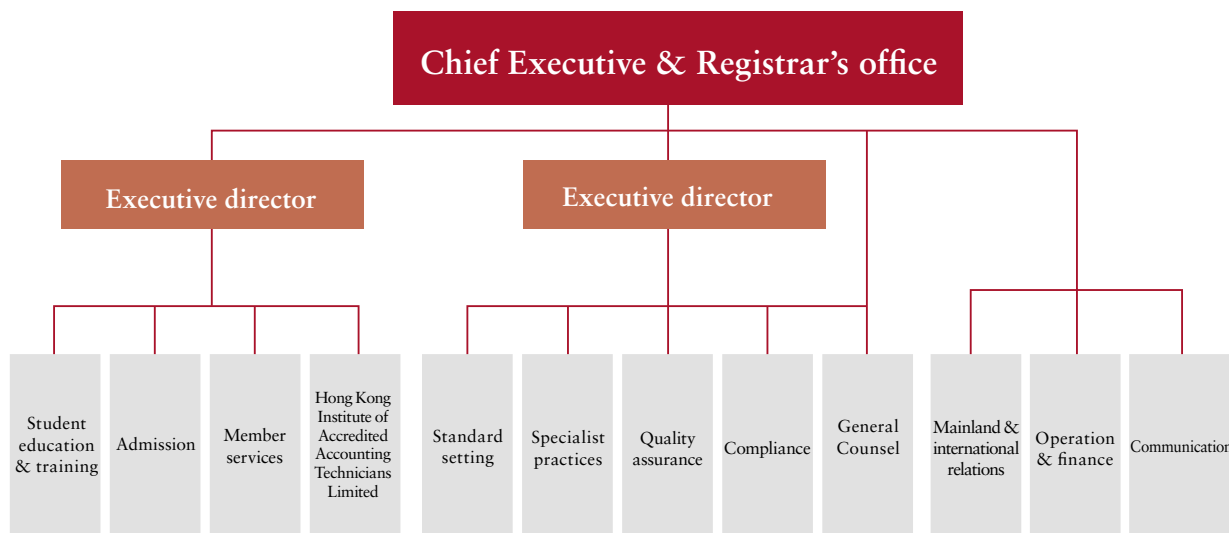 Chief Executive & Registrar's office
Executive director
Executive director
Student
education
& training
Admission
Member
services
Hong Kong
Institute of
Accredited
Accounting
Technicians
Limited
Standard
setting
Specialist
practices
Quality
assurance
Compliance
General
Counsel
Mainland &
international
relations
Operation
& finance
Communication